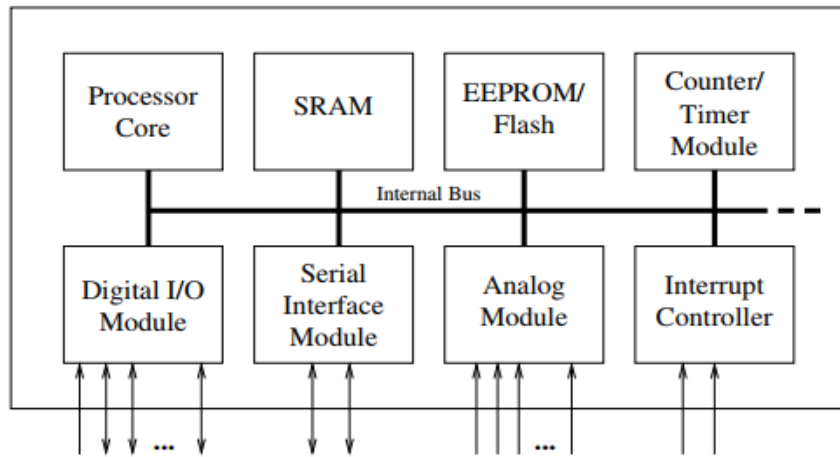 Processor
Core
SRAM
EEPROM/
Flash
Counter/
Timer
Module
Internal Bus
Digital I/O
Module
Serial
Interface
Module
Analog
Module
Interrupt
Controller
...
...